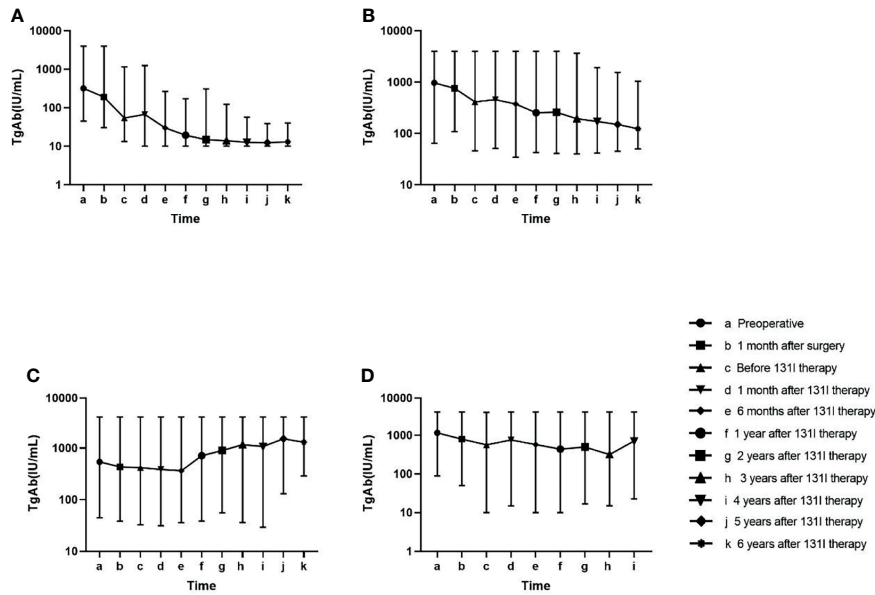 A
10000
1000
100
10
1
TgAb(IU/mL)
a b c d e f g h i j k
Time
B
10000
1000
100
10
TgAb(IU/mL)
a b c d e f g h i j k
Time
C
10000
1000
100
10
TgAb(IU/mL)
a b c d e f g h i j k
Time
D
10000
1000
100
10
1
TgAb(IU/mL)
a b c d e f g h i
Time
a Preoperative
b 1 month after surgery
c Before 131I therapy
d 1 month after 131I therapy
e 6 months after 131I therapy
f 1 year after 131I therapy
g 2 years after 131I therapy
h 3 years after 131I therapy
i 4 years after 131I therapy
j 5 years after 131I therapy
k 6 years after 131I therapy